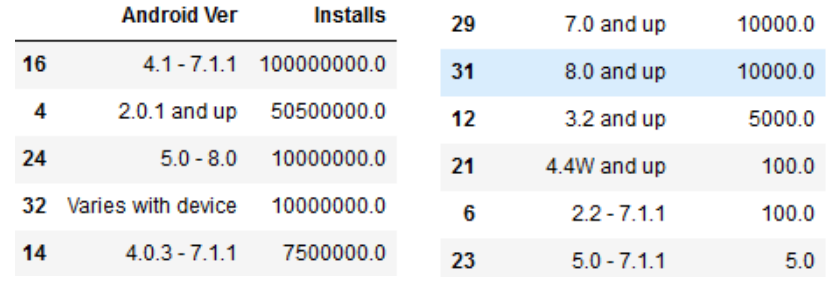 Android Ver Installs
16 4.1 - 7.1.1 100000000.0
4 2.0.1 and up 50500000.0
24 5.0 - 8.0 10000000.0
32 Varies with device 10000000.0
14 4.0.3 - 7.1.1 7500000.0
29 7.0 and up 10000.0
31 8.0 and up 10000.0
12 3.2 and up 5000.0
21 4.4W and up 100.0
6 2.2 - 7.1.1 100.0
23 5.0 - 7.1.1 5.0